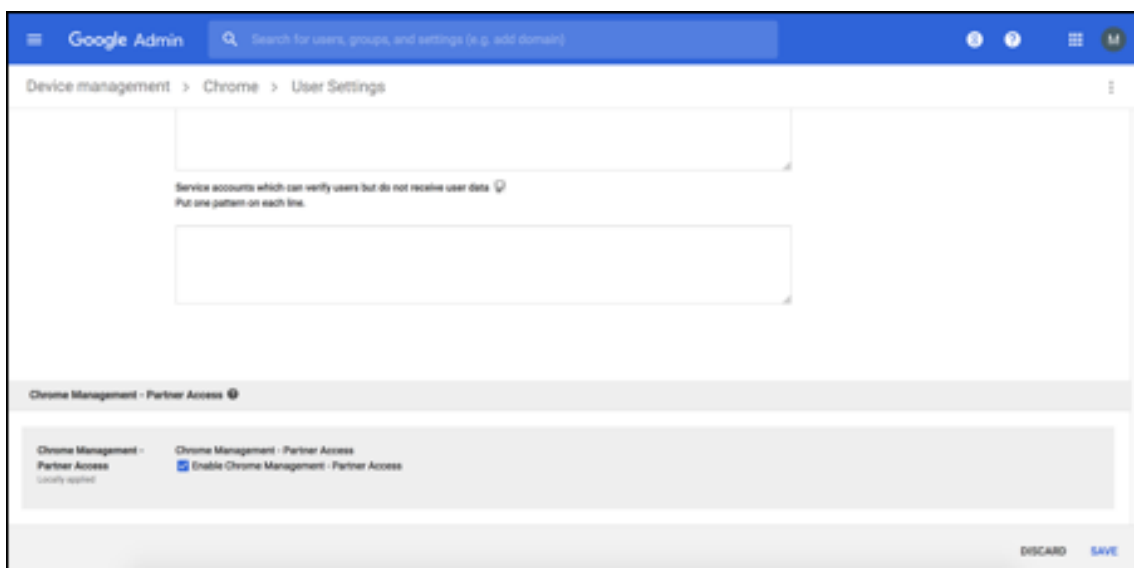 Google Admin
Search for users, groups, and settings (e.g. add domain)
M
Device management > Chrome > User Settings
Service accounts which can verify users but do not receive user data
Put one pattern on each line.
Chrome Management - Partner Access
Chrome Management -
Partner Access
Locally applied
Chrome Management - Partner Access
Enable Chrome Management - Partner Access
DISCARD
SAVE